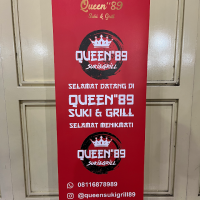 Queen"89
Suki & Grill
QUEEN"89
SUKI&GRILL
SELAMAT DATANG DI
QUEEN"89
SUKI & GRILL
SELAMAT MENIKMATI
QUEEN"89
SUKI&GRILL
08116878989
@queensukigrill89